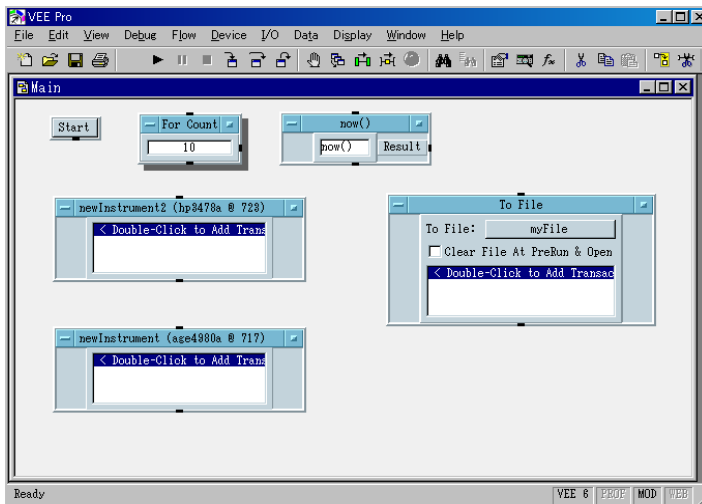 VEE Pro
File Edit View Debug Flow Device I/O Data Display Window Help
Main
Start
For Count
10
now()
now() Result
newInstrument2 (hp3478a @ 723)
< Double-Click to Add Trans
To File
To File: myFile
Clear File At PreRun & Open
< Double-Click to Add Transac
newInstrument (age4980a @ 717)
< Double-Click to Add Trans
Ready VEE 6 PROF MOD WEB